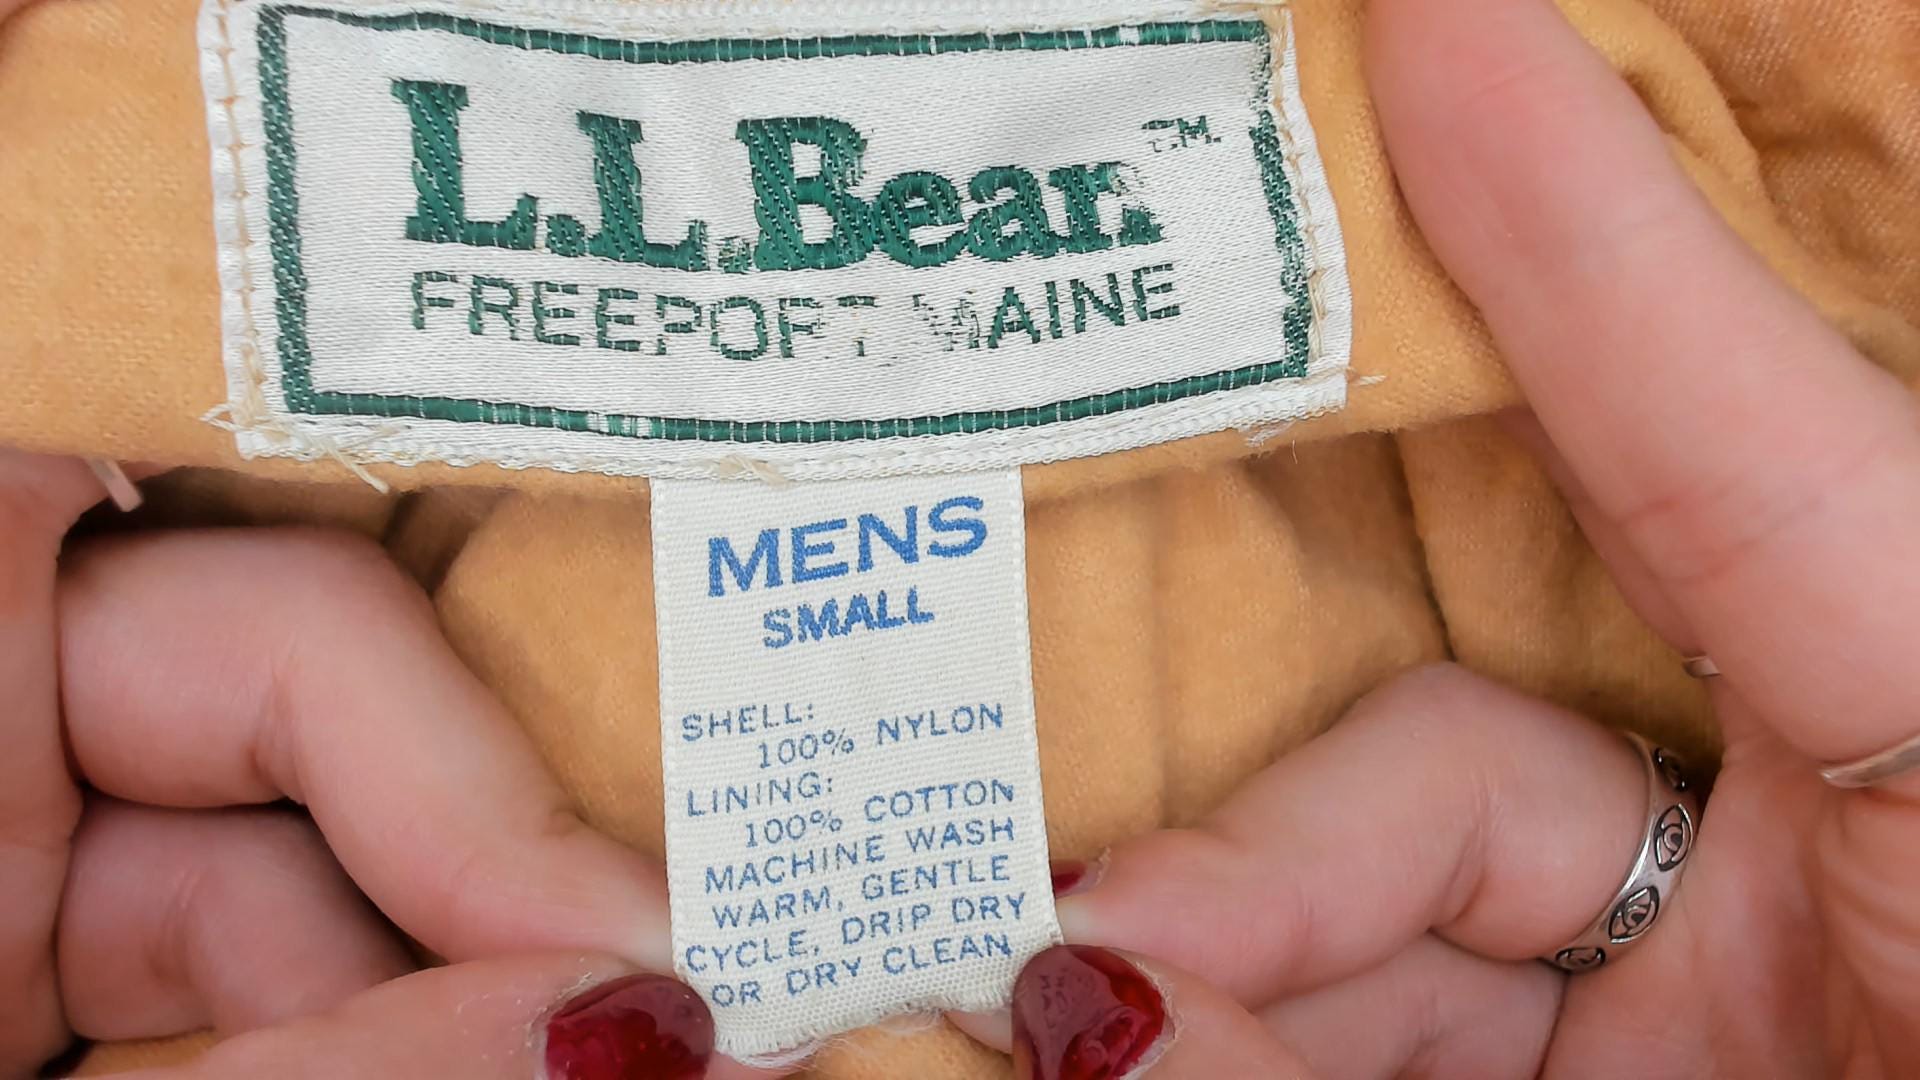 L.L.Bean
T.M.
FREEPORT MAINE
MENS
SMALL
SHELL:
100% NYLON
LINING:
100% COTTON
MACHINE WASH
WARM, GENTLE
CYCLE, DRIP DRY
OR DRY CLEAN